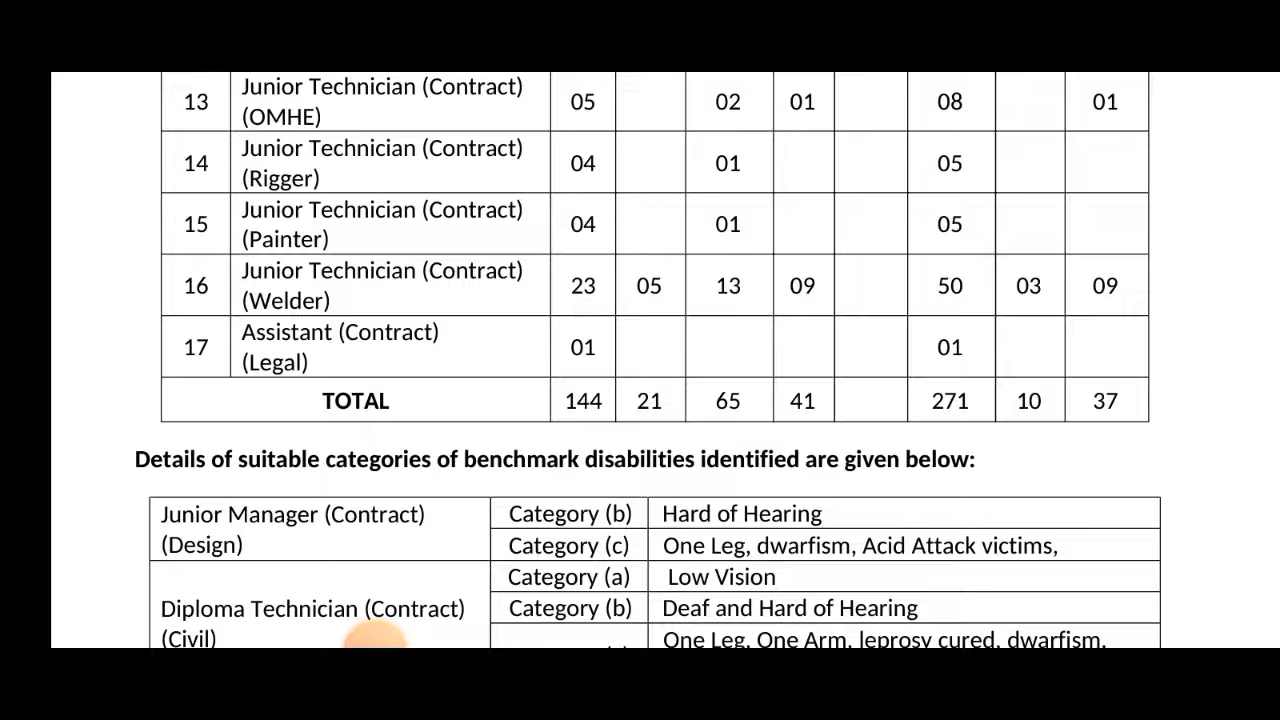 13 Junior Technician (Contract) (OMHE) 05 02 01 08 01
14 Junior Technician (Contract) (Rigger) 04 01 05
15 Junior Technician (Contract) (Painter) 04 01 05
16 Junior Technician (Contract) (Welder) 23 05 13 09 50 03 09
17 Assistant (Contract) (Legal) 01 01
TOTAL 144 21 65 41 271 10 37
Details of suitable categories of benchmark disabilities identified are given below:
Junior Manager (Contract) (Design) Category (b) Hard of Hearing
Category (c) One Leg, dwarfism, Acid Attack victims,
Diploma Technician (Contract) (Civil) Category (a) Low Vision
Category (b) Deaf and Hard of Hearing
One Leg, One Arm, leprosy cured, dwarfism,